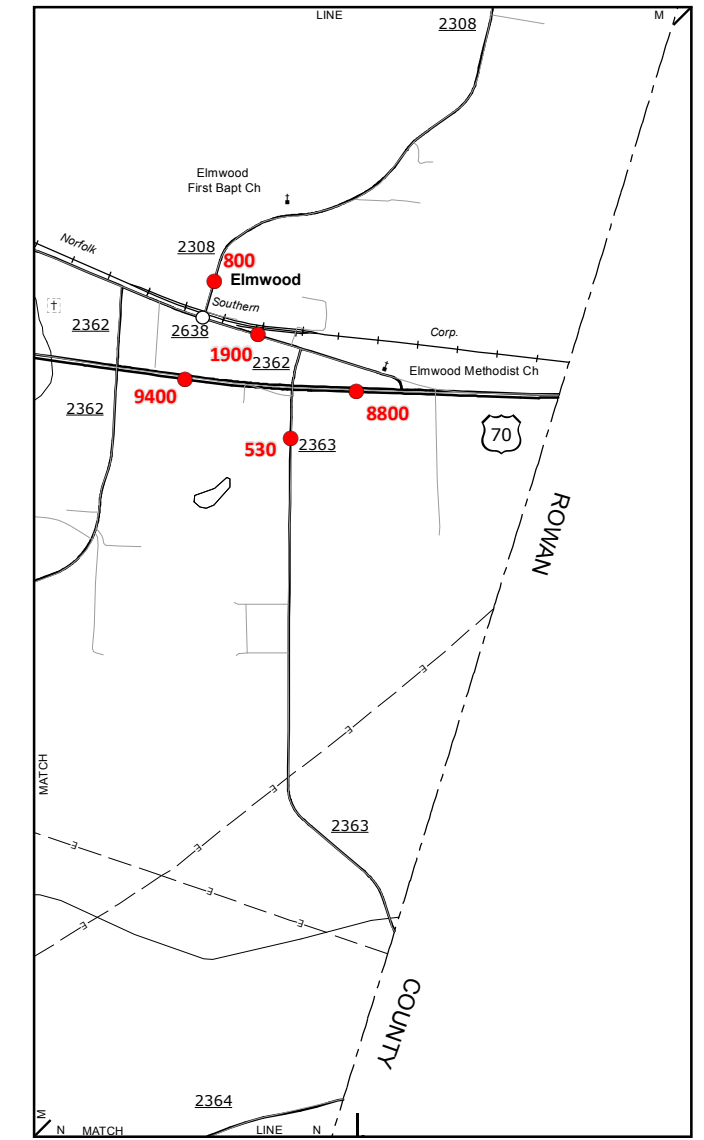 LINE
M
2308
Elmwood
First Bapt Ch
Norfolk
2308
800
Elmwood
Southern
2362
2638
Corp.
1900
2362
Elmwood Methodist Ch
9400
8800
2362
70
530
2363
ROWAN
E
E
MATCH
E
2363
E
E
E
E
E
COUNTY
2364
M
N
MATCH
LINE
N